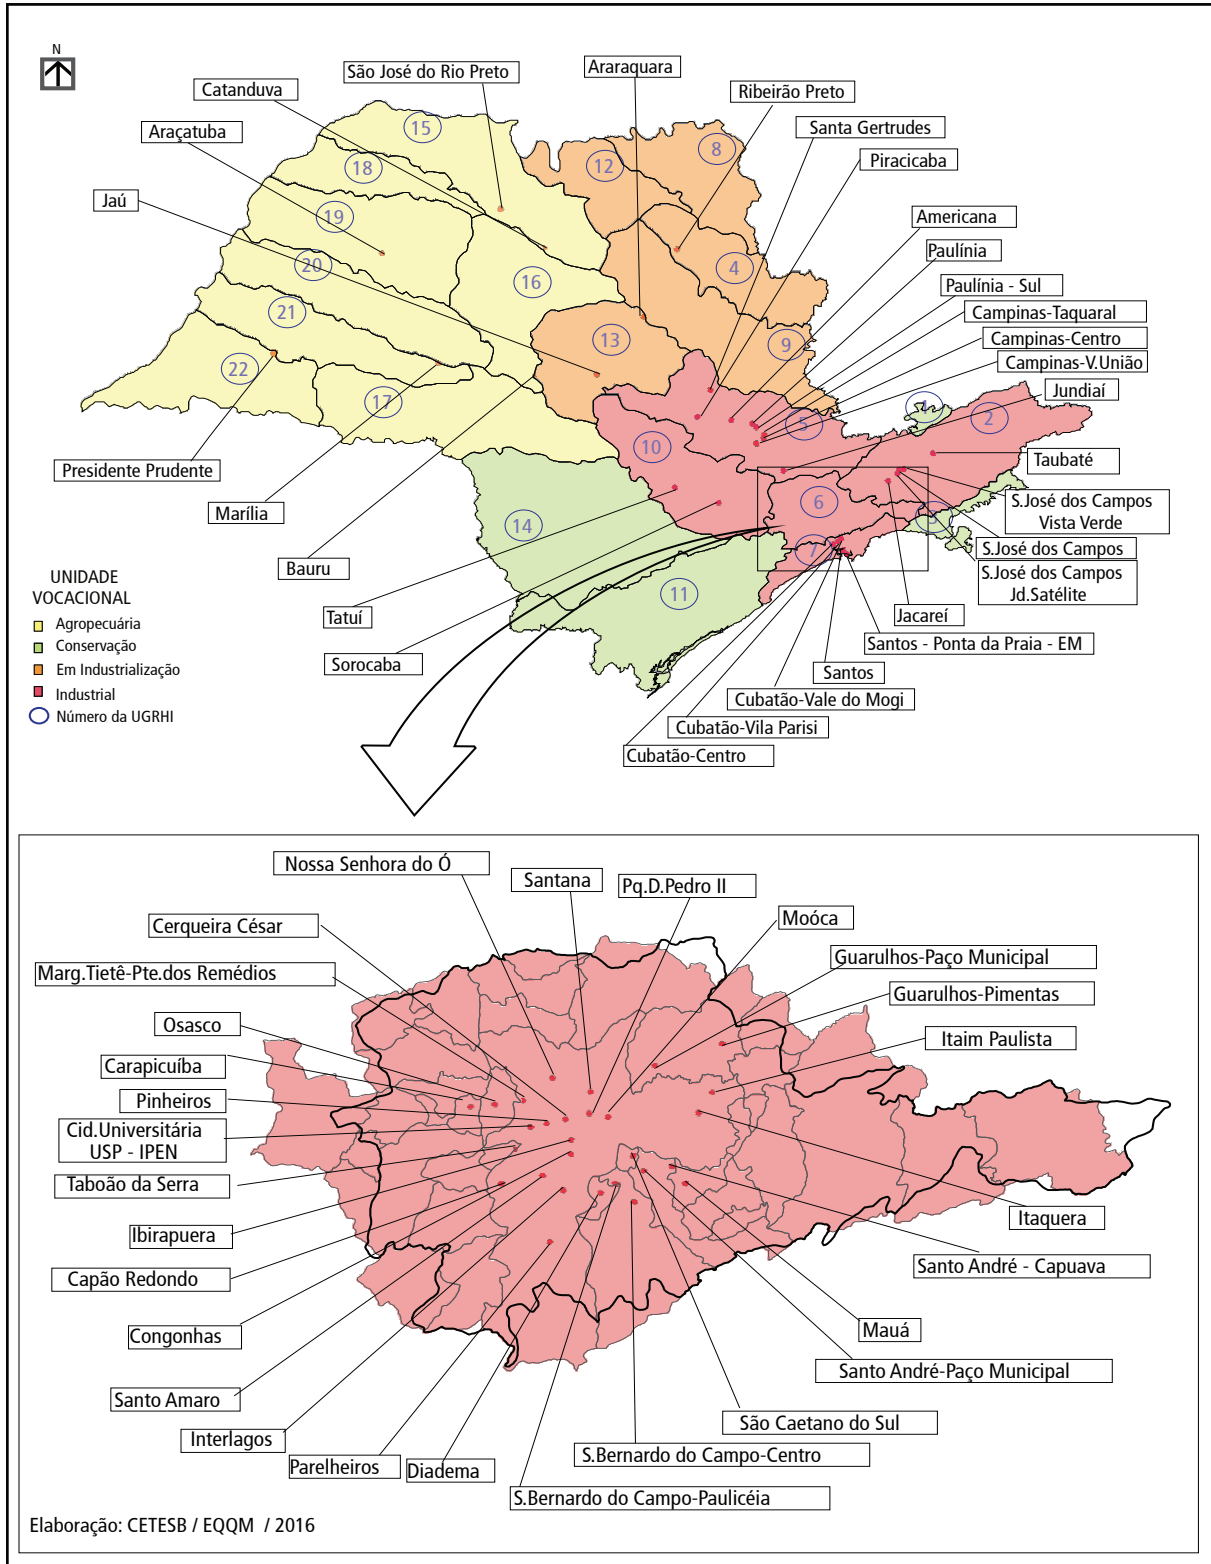 N
São José do Rio Preto
Araraquara
Catanduva
Ribeirão Preto
Araçatuba
Santa Gertrudes
Piracicaba
Jaú
Americana
Paulínia
Paulínia - Sul
Campinas-Taquaral
Campinas-Centro
Campinas-V.União
Jundiaí
15
8
12
18
19
20
4
16
21
13
9
22
17
1
2
5
10
6
3
14
7
11
Presidente Prudente
Taubaté
Marília
S.José dos Campos
Vista Verde
Bauru
S.José dos Campos
S.José dos Campos
Jd.Satélite
Tatuí
Jacareí
Sorocaba
Santos - Ponta da Praia - EM
Santos
Cubatão-Vale do Mogi
Cubatão-Vila Parisi
Cubatão-Centro
UNIDADE
VOCACIONAL
Agropecuária
Conservação
Em Industrialização
Industrial
Número da UGRHI
Nossa Senhora do Ó
Santana
Pq.D.Pedro II
Cerqueira César
Moóca
Marg.Tietê-Pte.dos Remédios
Guarulhos-Paço Municipal
Guarulhos-Pimentas
Osasco
Itaim Paulista
Carapicuíba
Pinheiros
Cid.Universitária
USP - IPEN
Taboão da Serra
Itaquera
Ibirapuera
Santo André - Capuava
Capão Redondo
Mauá
Congonhas
Santo André-Paço Municipal
Santo Amaro
São Caetano do Sul
Interlagos
S.Bernardo do Campo-Centro
Parelheiros
Diadema
S.Bernardo do Campo-Paulicéia
Elaboração: CETESB / EQQM / 2016